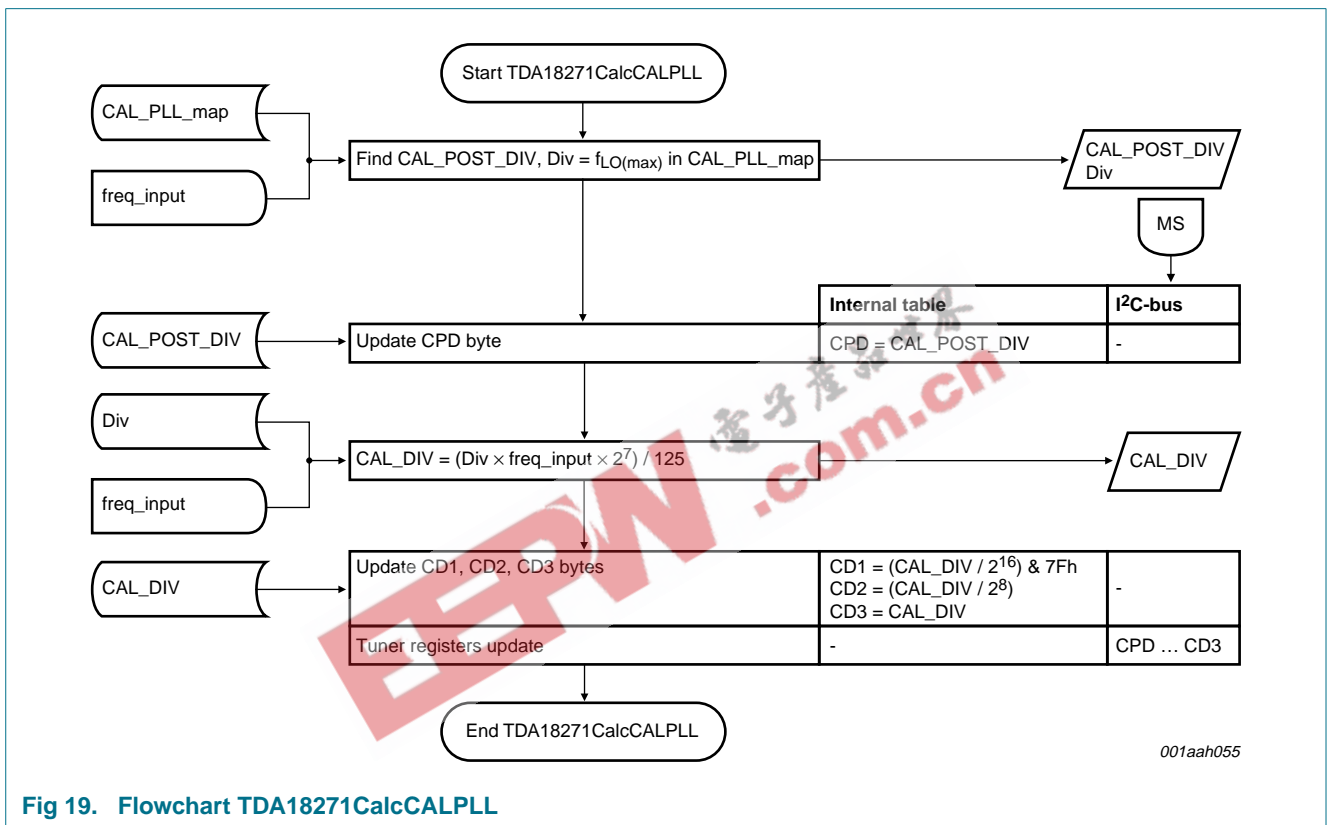 Start TDA18271CalcCALPLL
CAL_PLL_map
freq_input
Find CAL_POST_DIV, Div = fLO(max) in CAL_PLL_map
CAL_POST_DIV
Div
MS
Internal table
I²C-bus
CAL_POST_DIV
Update CPD byte
CPD = CAL_POST_DIV
-
Div
freq_input
CAL_DIV = (Div × freq_input × 2⁷) / 125
CAL_DIV
CAL_DIV
Update CD1, CD2, CD3 bytes
CD1 = (CAL_DIV / 2¹⁶) & 7Fh
CD2 = (CAL_DIV / 2⁸)
CD3 = CAL_DIV
-
Tuner registers update
-
CPD … CD3
End TDA18271CalcCALPLL
001aah055
EEPW
電子產品世界
.com.cn
Fig 19. Flowchart TDA18271CalcCALPLL